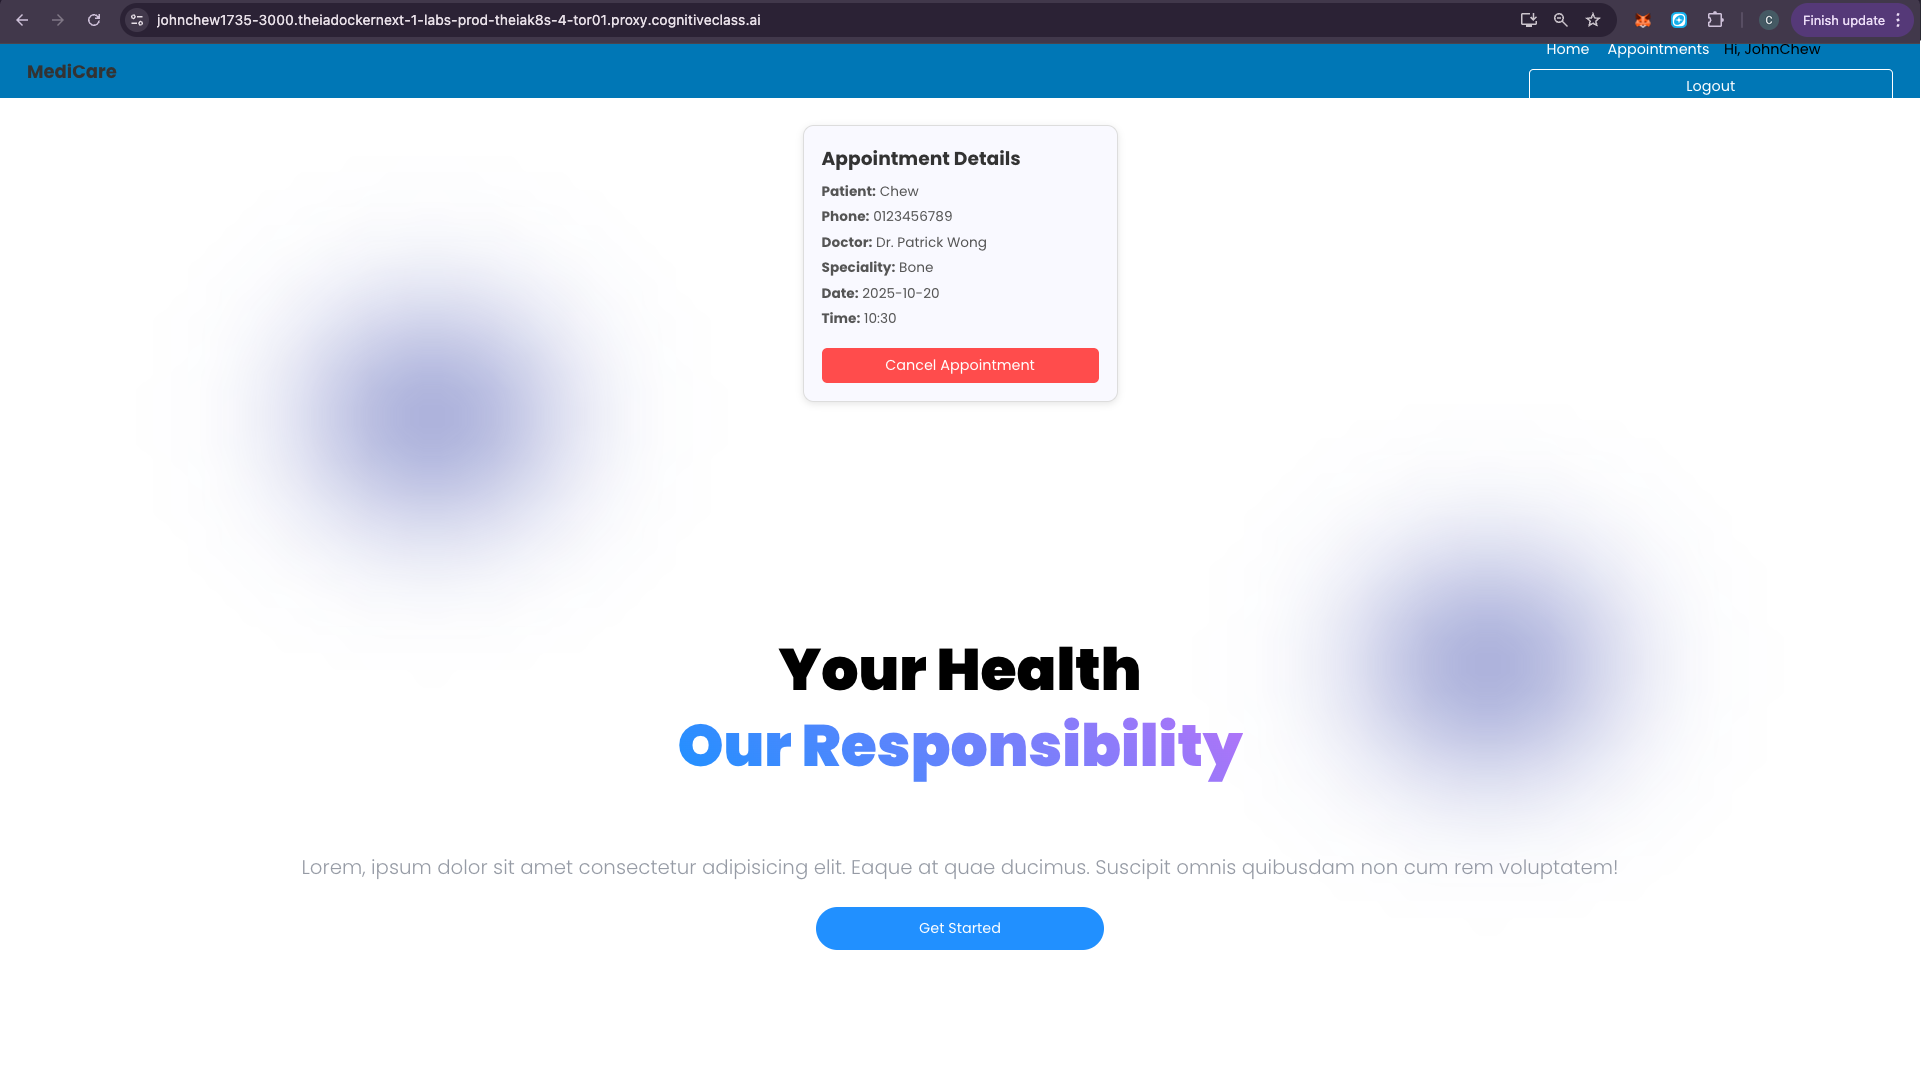 johnchew1735-3000.theiadockernext-1-labs-prod-theiak8s-4-tor01.proxy.cognitiveclass.ai
C
Finish update
MediCare
Home Appointments Hi, JohnChew
Logout
Appointment Details
Patient: Chew
Phone: 0123456789
Doctor: Dr. Patrick Wong
Speciality: Bone
Date: 2025-10-20
Time: 10:30
Cancel Appointment
Your Health
Our Responsibility
Lorem, ipsum dolor sit amet consectetur adipisicing elit. Eaque at quae ducimus. Suscipit omnis quibusdam non cum rem voluptatem!
Get Started